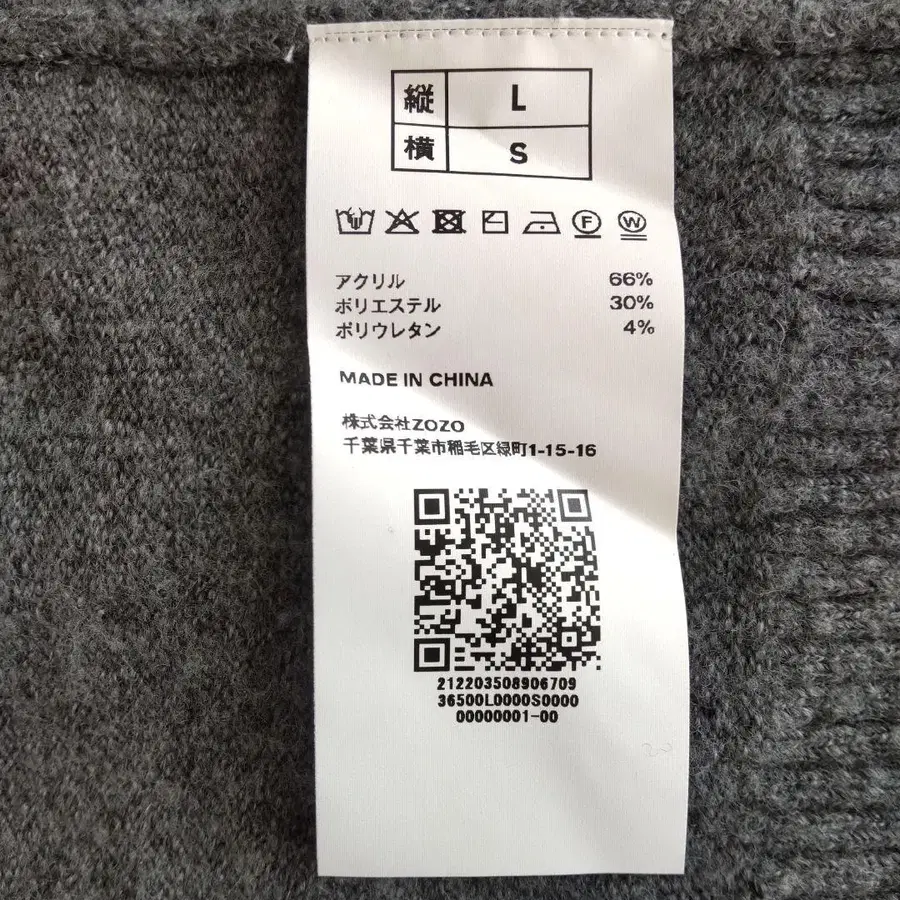 縦 L
横 S
F W
アクリル 66%
ポリエステル 30%
ポリウレタン 4%
MADE IN CHINA
株式会社ZOZO
千葉県千葉市稲毛区緑町1-15-16
212203508906709
36500L0000S0000
00000001-00